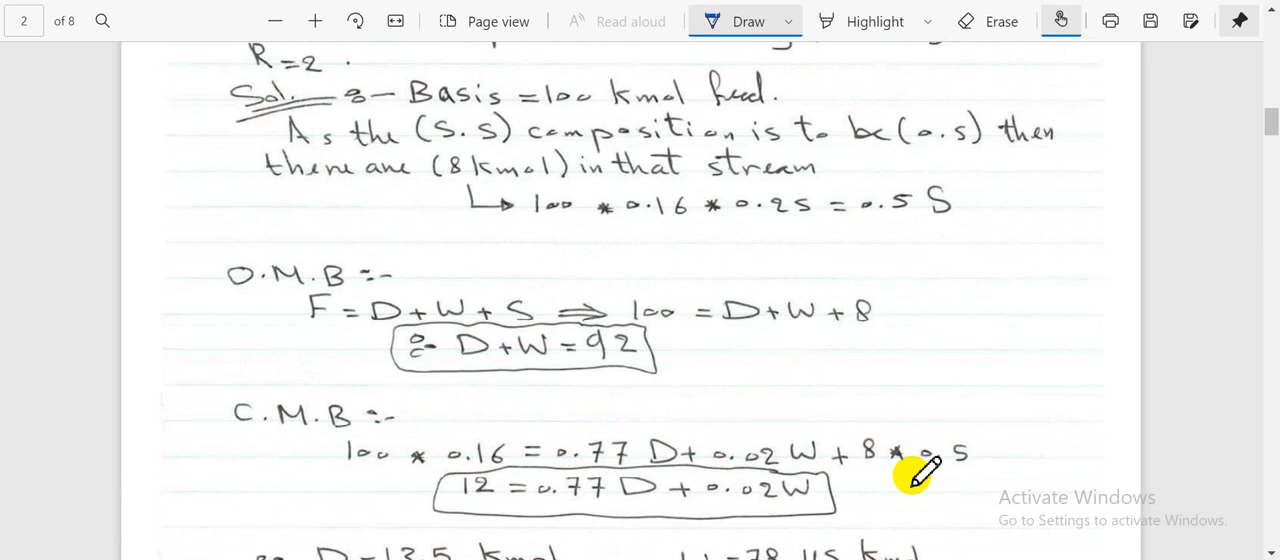 2 of 8 Page view Read aloud Draw Highlight Erase
R=2.
Sol. :- Basis = 100 kmol feed.
As the (S.S) composition is to be (0.5) then
there are (8 kmol) in that stream
↳ 100 * 0.16 * 0.25 = 0.5 S
O.M.B :-
F = D + W + S ⇒ 100 = D + W + 8
∴ D + W = 92
C.M.B :-
100 * 0.16 = 0.77 D + 0.02 W + 8 * 0.5
12 = 0.77 D + 0.02 W
Activate Windows
Go to Settings to activate Windows.
D = 13.5 kmol